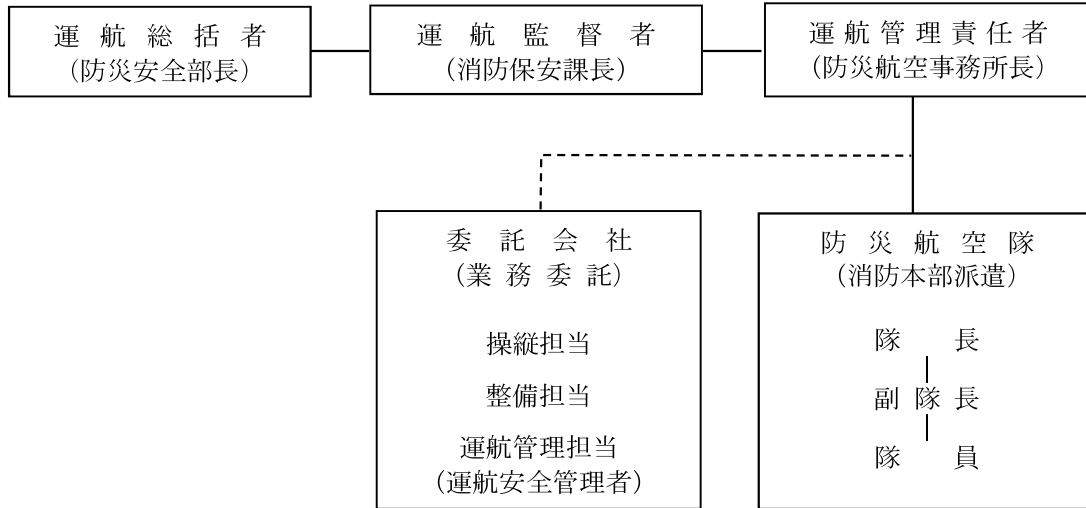 運航総括者
（防災安全部長）
運航監督者
（消防保安課長）
運航管理責任者
（防災航空事務所長）
委託会社
（業務委託）
操縦担当
整備担当
運航管理担当
（運航安全管理者）
防災航空隊
（消防本部派遣）
隊長
副隊長
隊員